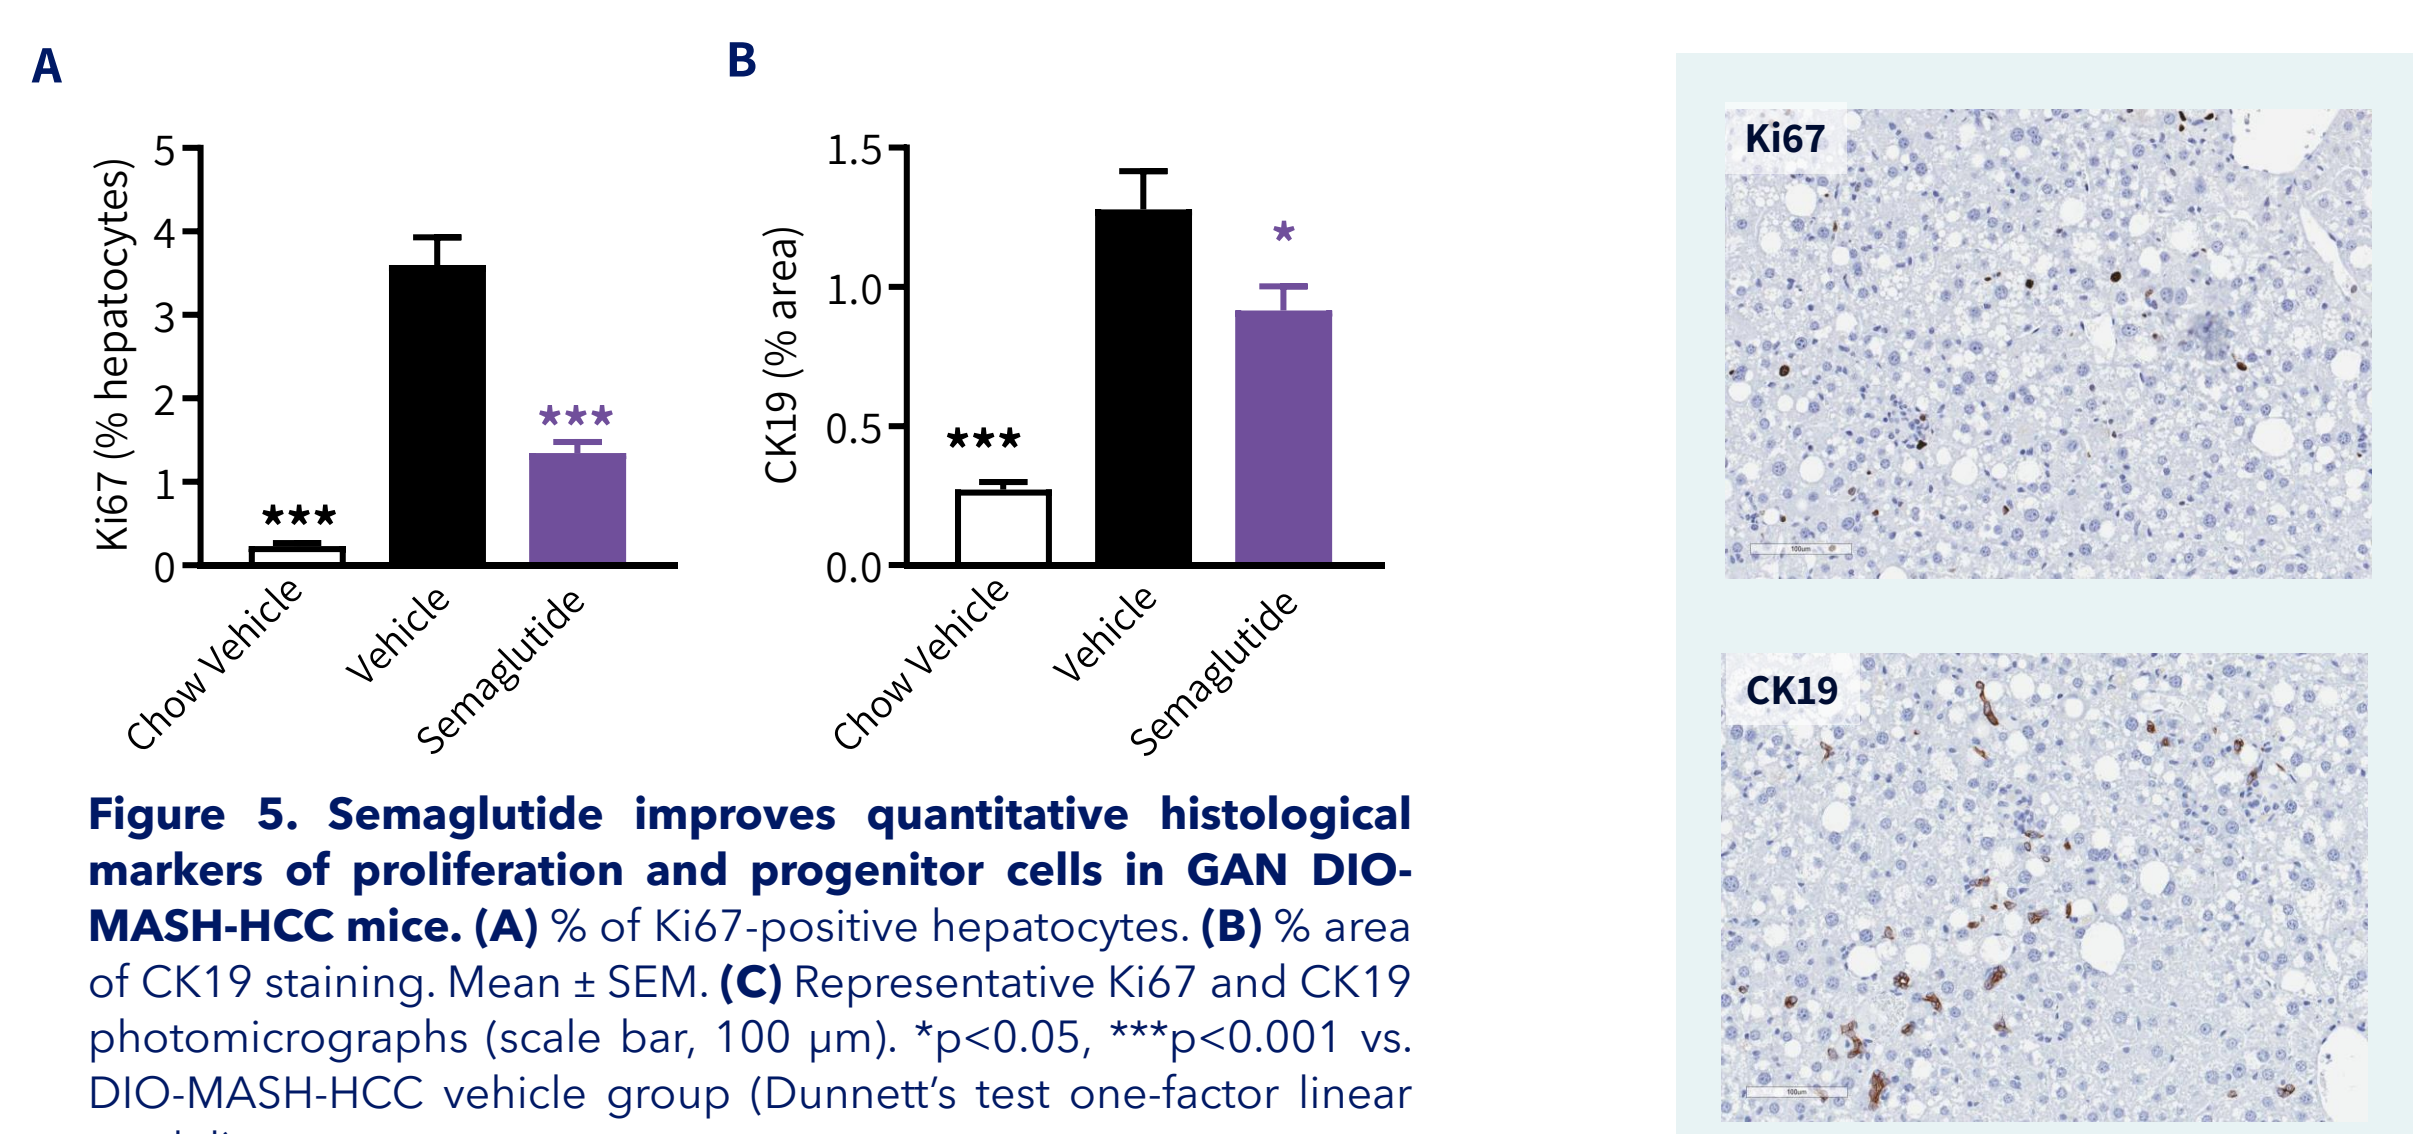 A
B
5
4
3
2
1
0
Ki67 (% hepatocytes)
***
***
Chow Vehicle
Vehicle
Semaglutide
1.5
1.0
0.5
0.0
CK19 (% area)
***
*
Chow Vehicle
Vehicle
Semaglutide
Ki67
100um
CK19
100um
Figure 5. Semaglutide improves quantitative histological
markers of proliferation and progenitor cells in GAN DIO-
MASH-HCC mice. (A) % of Ki67-positive hepatocytes. (B) % area
of CK19 staining. Mean ± SEM. (C) Representative Ki67 and CK19
photomicrographs (scale bar, 100 µm). *p<0.05, ***p<0.001 vs.
DIO-MASH-HCC vehicle group (Dunnett’s test one-factor linear